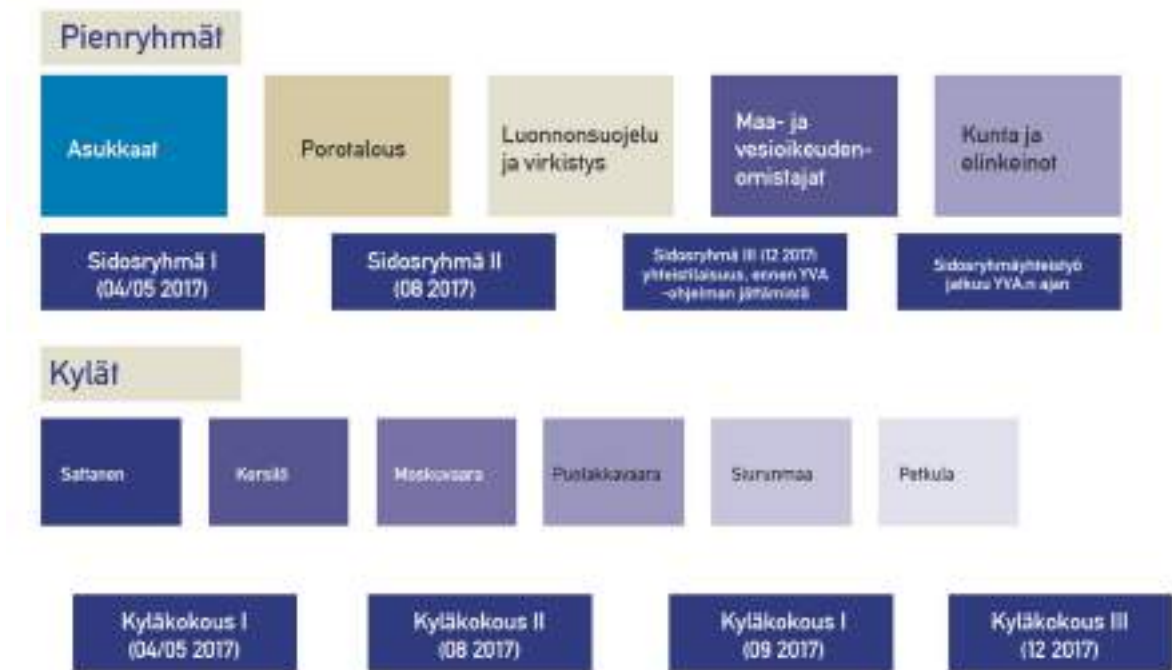 Pienryhmät
Asukkaat
Porotalous
Luonnonsuojelu
ja virkistys
Maa- ja
vesioikeuden-
omistajat
Kunta ja
elinkeinot
Sidosryhmä I
(04/05 2017)
Sidosryhmä II
(08 2017)
Sidosryhmä III (12 2017)
yhteistilaisuus, ennen YVA
-ohjelman jättämistä
Sidosryhmäyhteistyö
jatkuu YVA:n ajan
Kylät
Sattanen
Kersilö
Moskuvaara
Puolakkavaara
Siurunmaa
Petkula
Kyläkokous I
(04/05 2017)
Kyläkokous II
(08 2017)
Kyläkokous I
(09 2017)
Kyläkokous III
(12 2017)